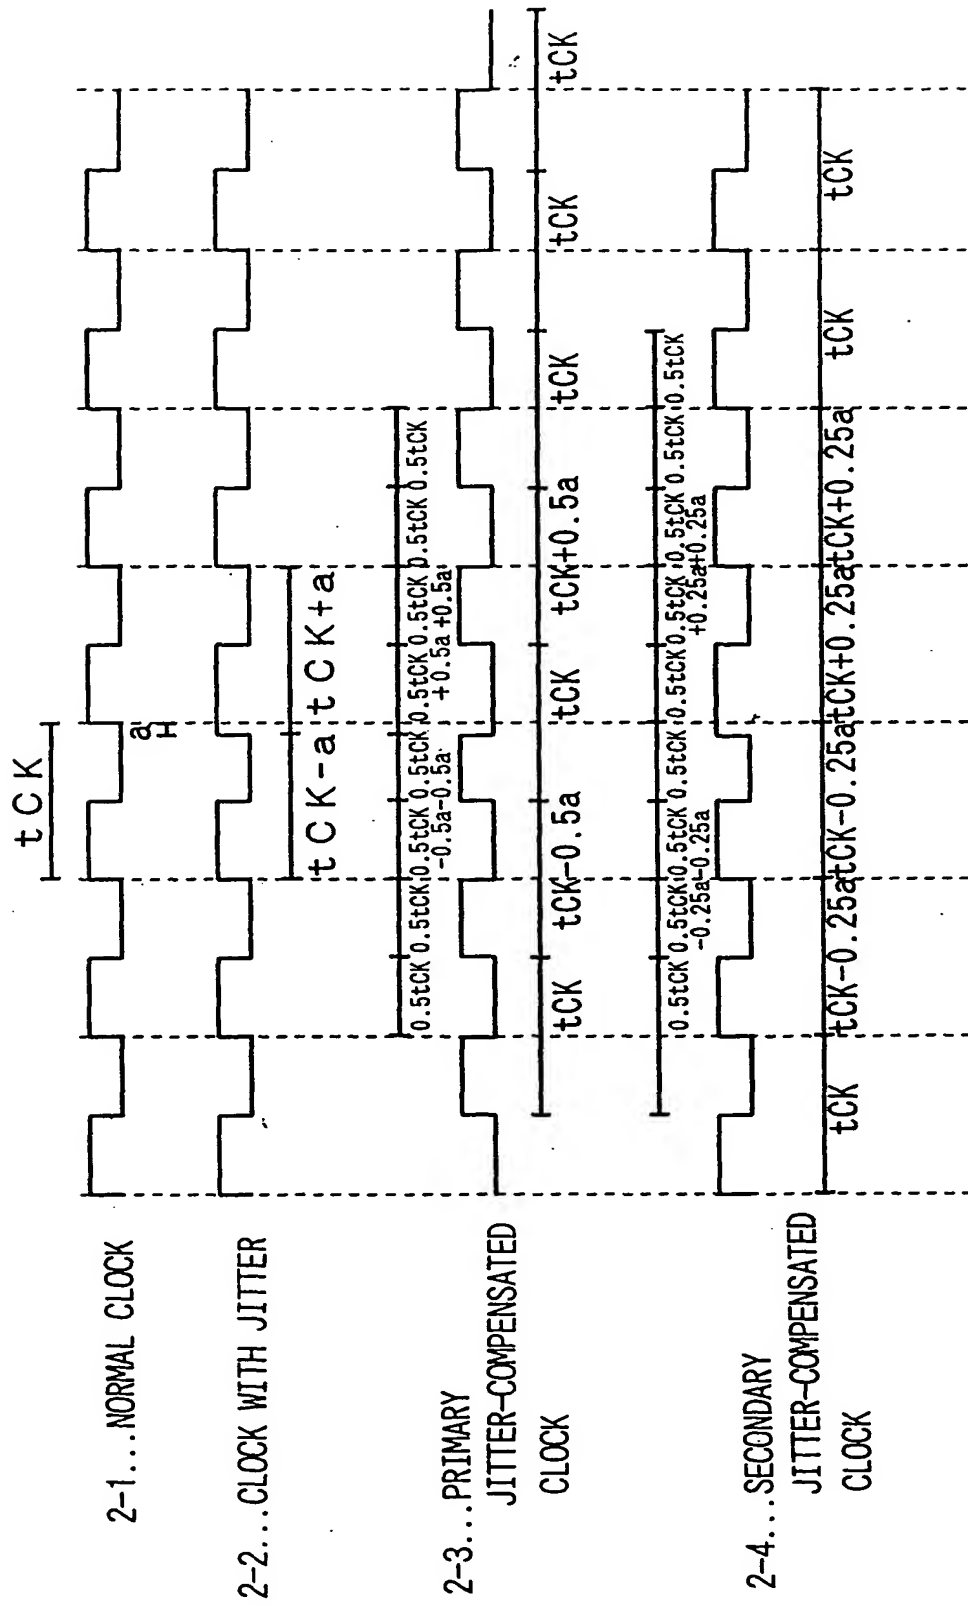 tCK
2-1...NORMAL CLOCK
a
2-2...CLOCK WITH JITTER
tCK-a tCK+a
0.5tCK 0.5tCK 0.5tCK 0.5tCK 0.5tCK 0.5tCK 0.5tCK 0.5tCK
-0.5a -0.5a +0.5a +0.5a
2-3...PRIMARY
JITTER-COMPENSATED
CLOCK
tCK tCK-0.5a tCK tCK+0.5a tCK tCK tCK
0.5tCK 0.5tCK 0.5tCK 0.5tCK 0.5tCK 0.5tCK 0.5tCK 0.5tCK
-0.25a -0.25a +0.25a +0.25a
2-4...SECONDARY
JITTER-COMPENSATED
CLOCK
tCK tCK-0.25a tCK-0.25a tCK+0.25a tCK+0.25a tCK tCK